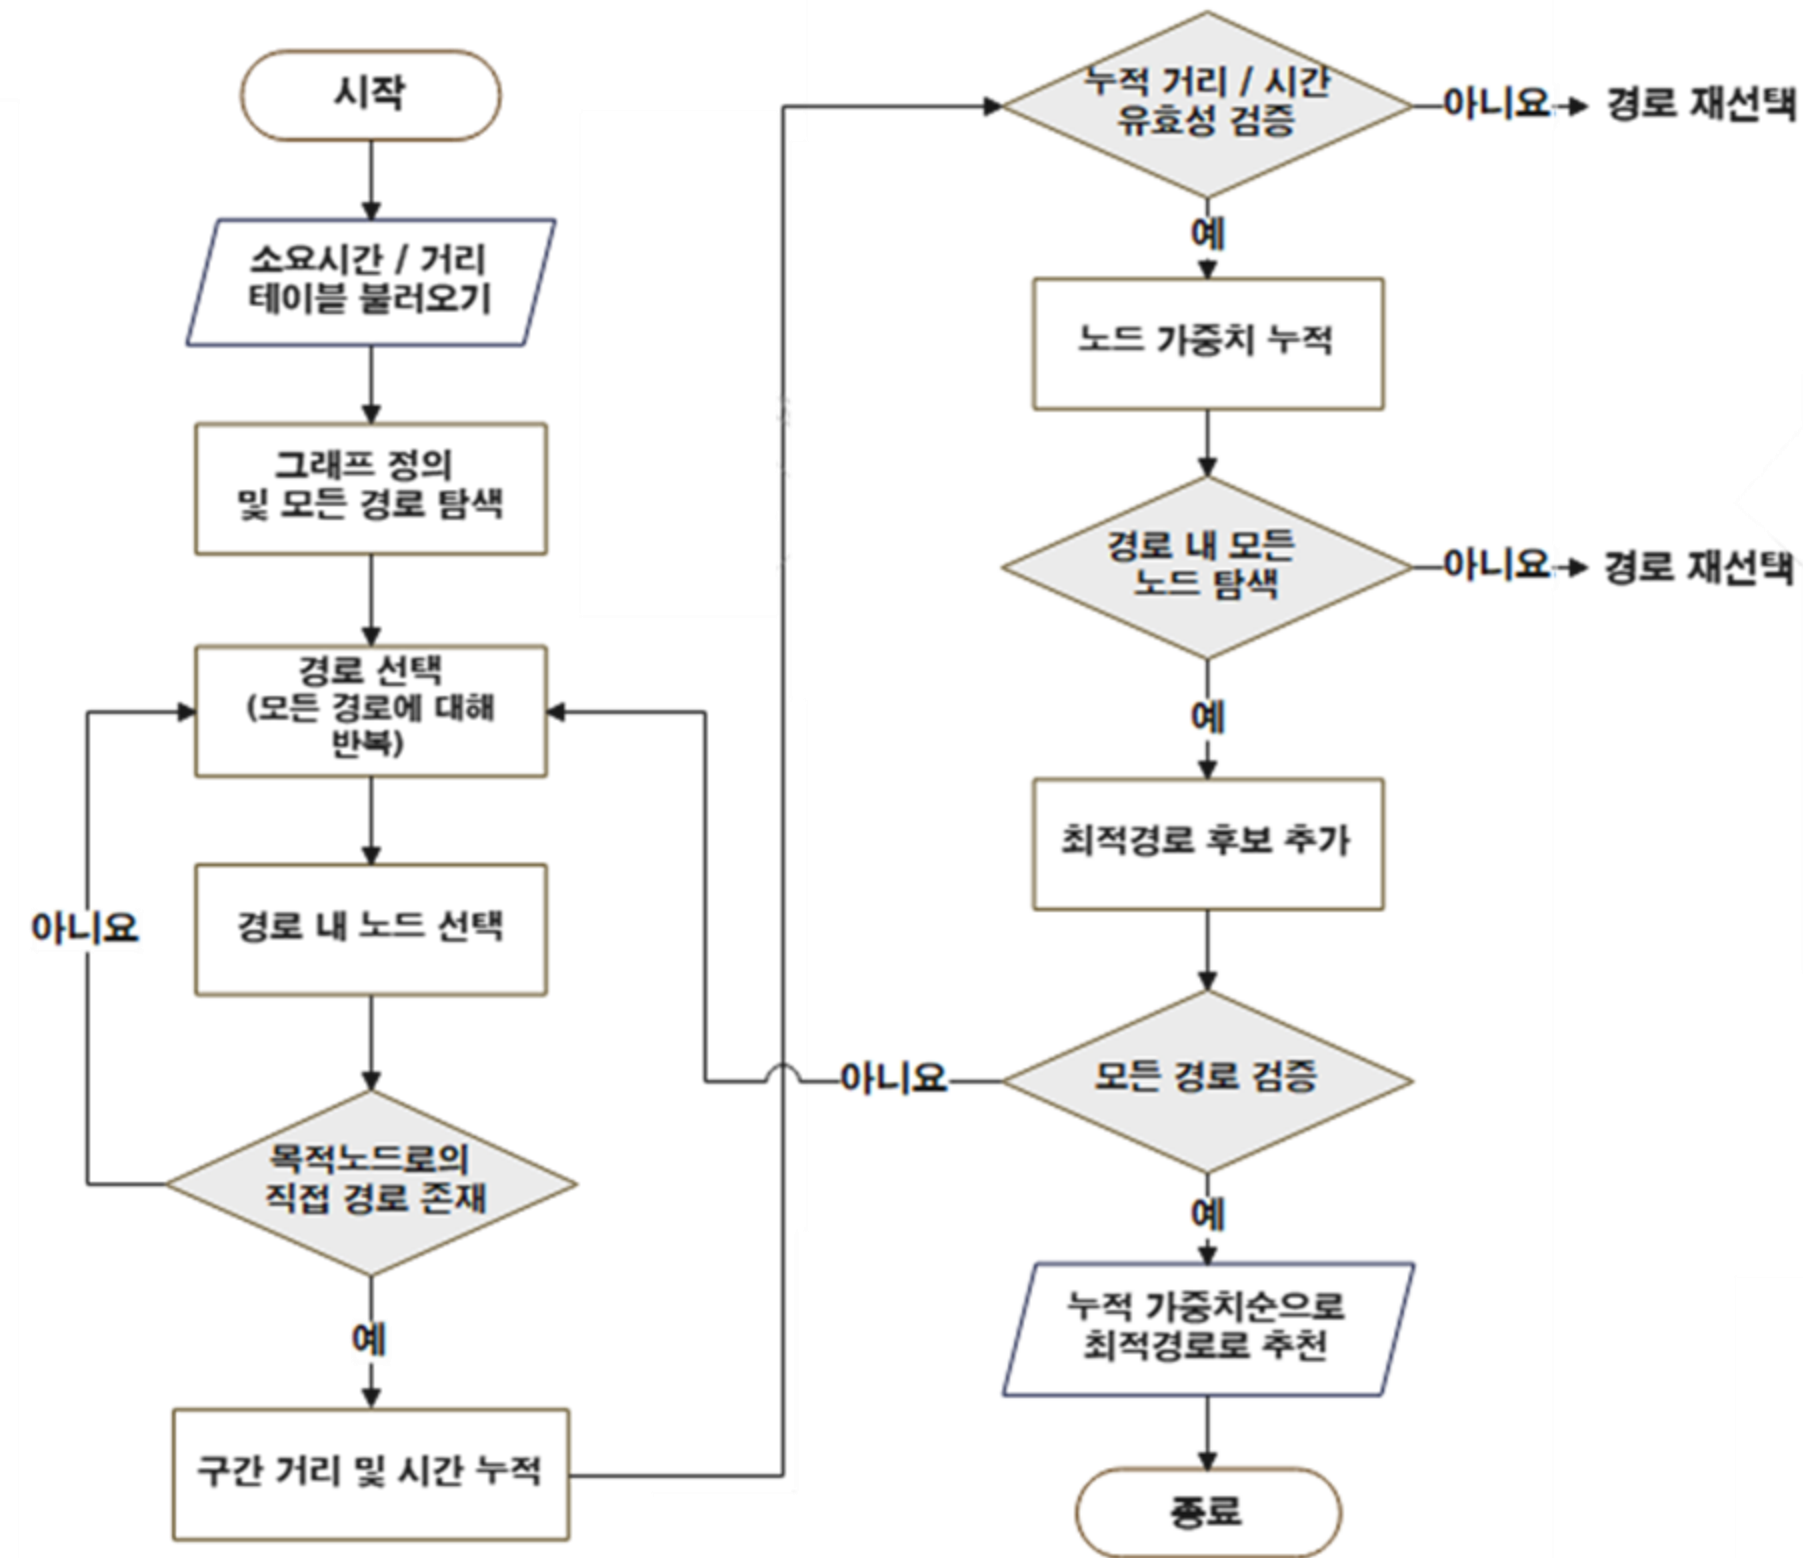 시작
소요시간 / 거리
테이블 불러오기
그래프 정의
및 모든 경로 탐색
경로 선택
(모든 경로에 대해
반복)
경로 내 노드 선택
아니요
목적노드로의
직접 경로 존재
예
구간 거리 및 시간 누적
누적 거리 / 시간
유효성 검증
아니요
경로 재선택
예
노드 가중치 누적
경로 내 모든
노드 탐색
아니요
경로 재선택
예
최적경로 후보 추가
모든 경로 검증
아니요
예
누적 가중치순으로
최적경로로 추천
종료